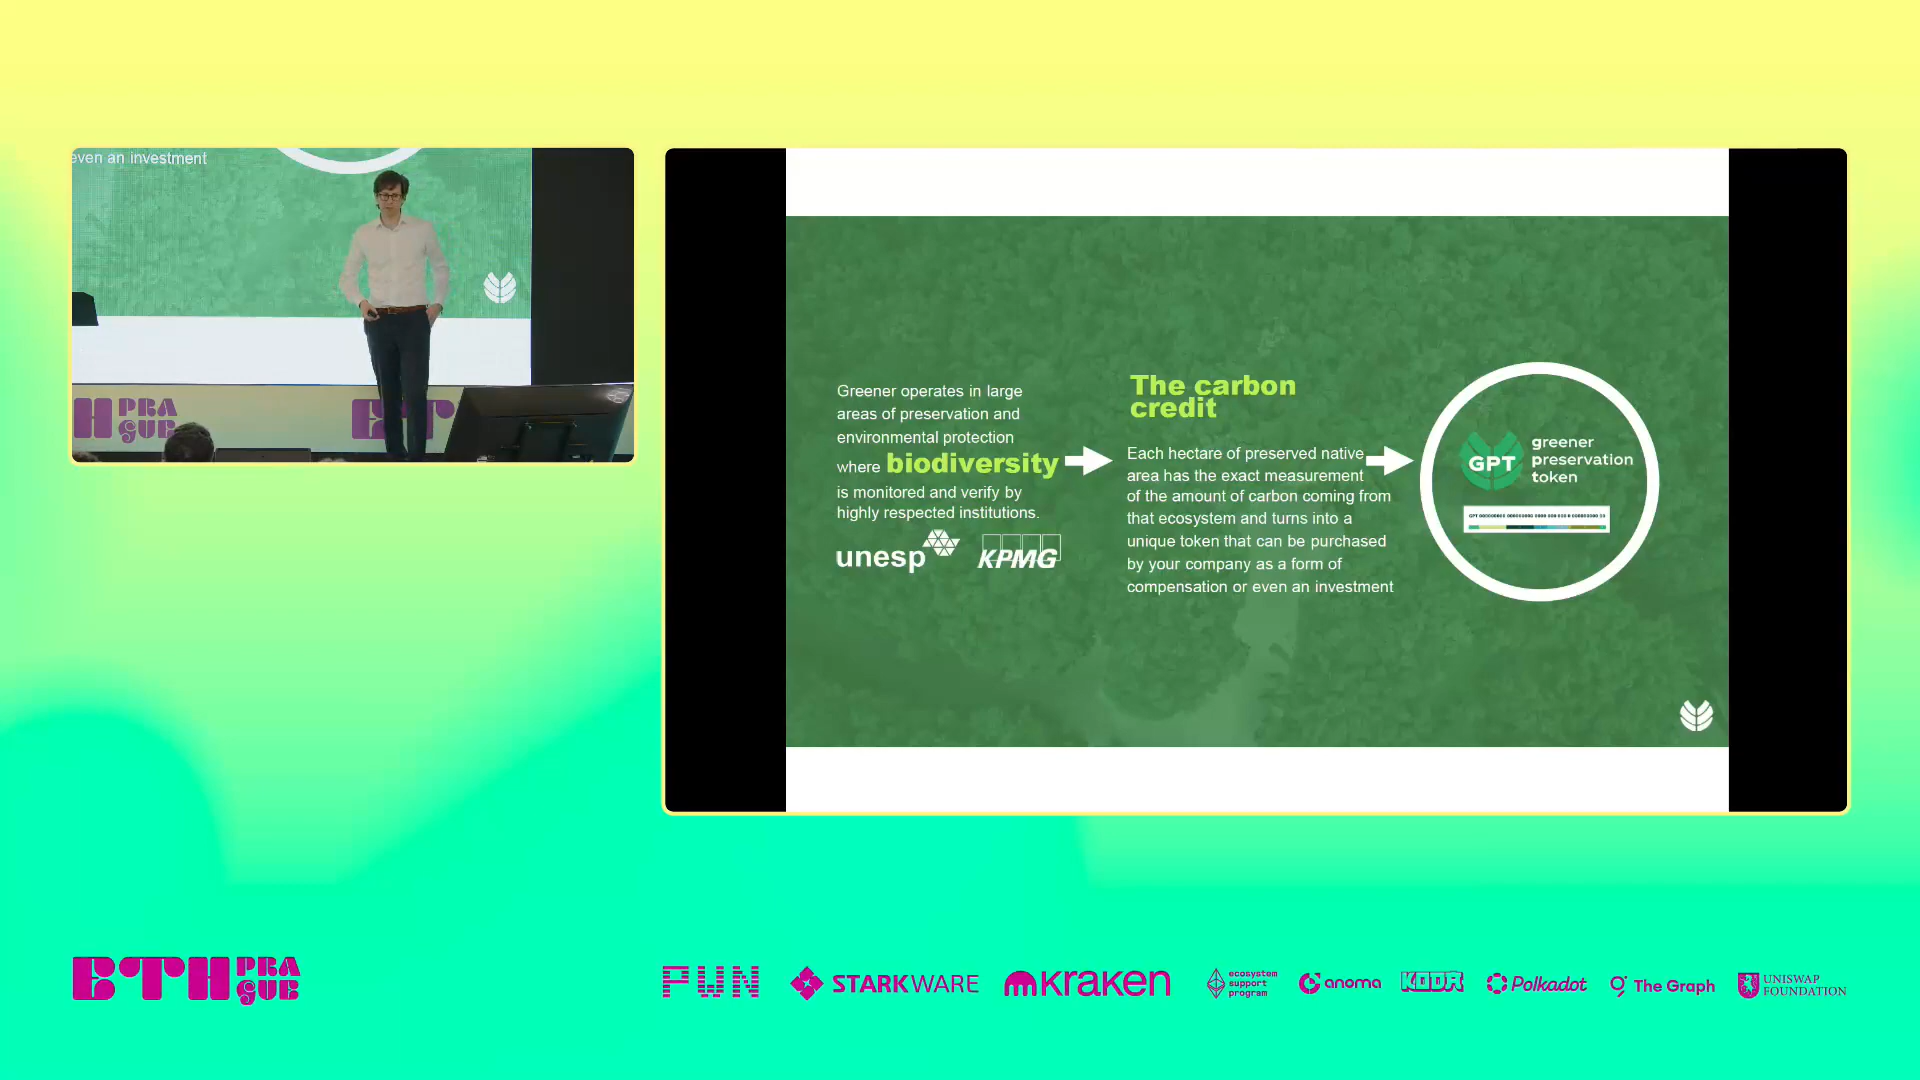 even an investment
H PRA
GUE
ET
Greener operates in large
areas of preservation and
environmental protection
where biodiversity
is monitored and verify by
highly respected institutions.
unesp KPMG
The carbon
credit
Each hectare of preserved native
area has the exact measurement
of the amount of carbon coming from
that ecosystem and turns into a
unique token that can be purchased
by your company as a form of
compensation or even an investment
GPT
greener
preservation
token
ETH PRA
GUE
PWN
STARKWARE
kraken
ecosystem
support
program
anoma
KODR
Polkadot
The Graph
UNISWAP
FOUNDATION